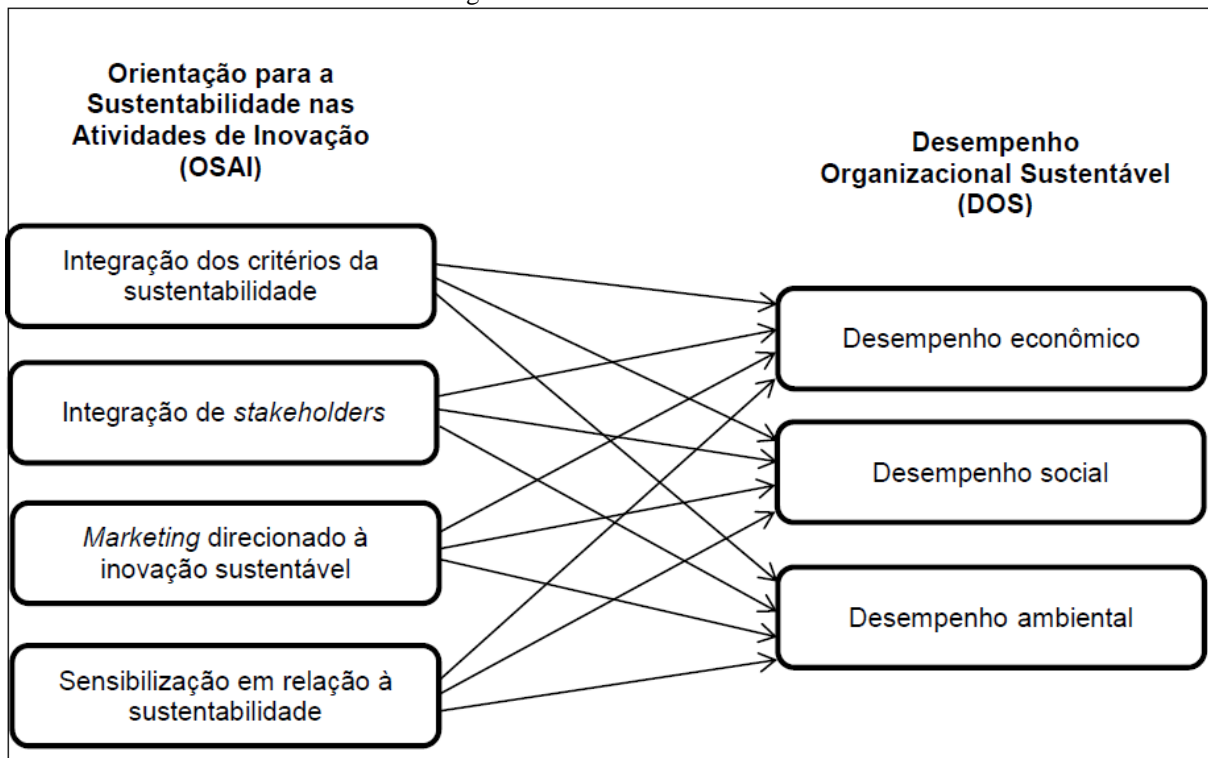 Orientação para a
Sustentabilidade nas
Atividades de Inovação
(OSAI)
Integração dos critérios da
sustentabilidade
Integração de stakeholders
Marketing direcionado à
inovação sustentável
Sensibilização em relação à
sustentabilidade
Desempenho
Organizacional Sustentável
(DOS)
Desempenho econômico
Desempenho social
Desempenho ambiental